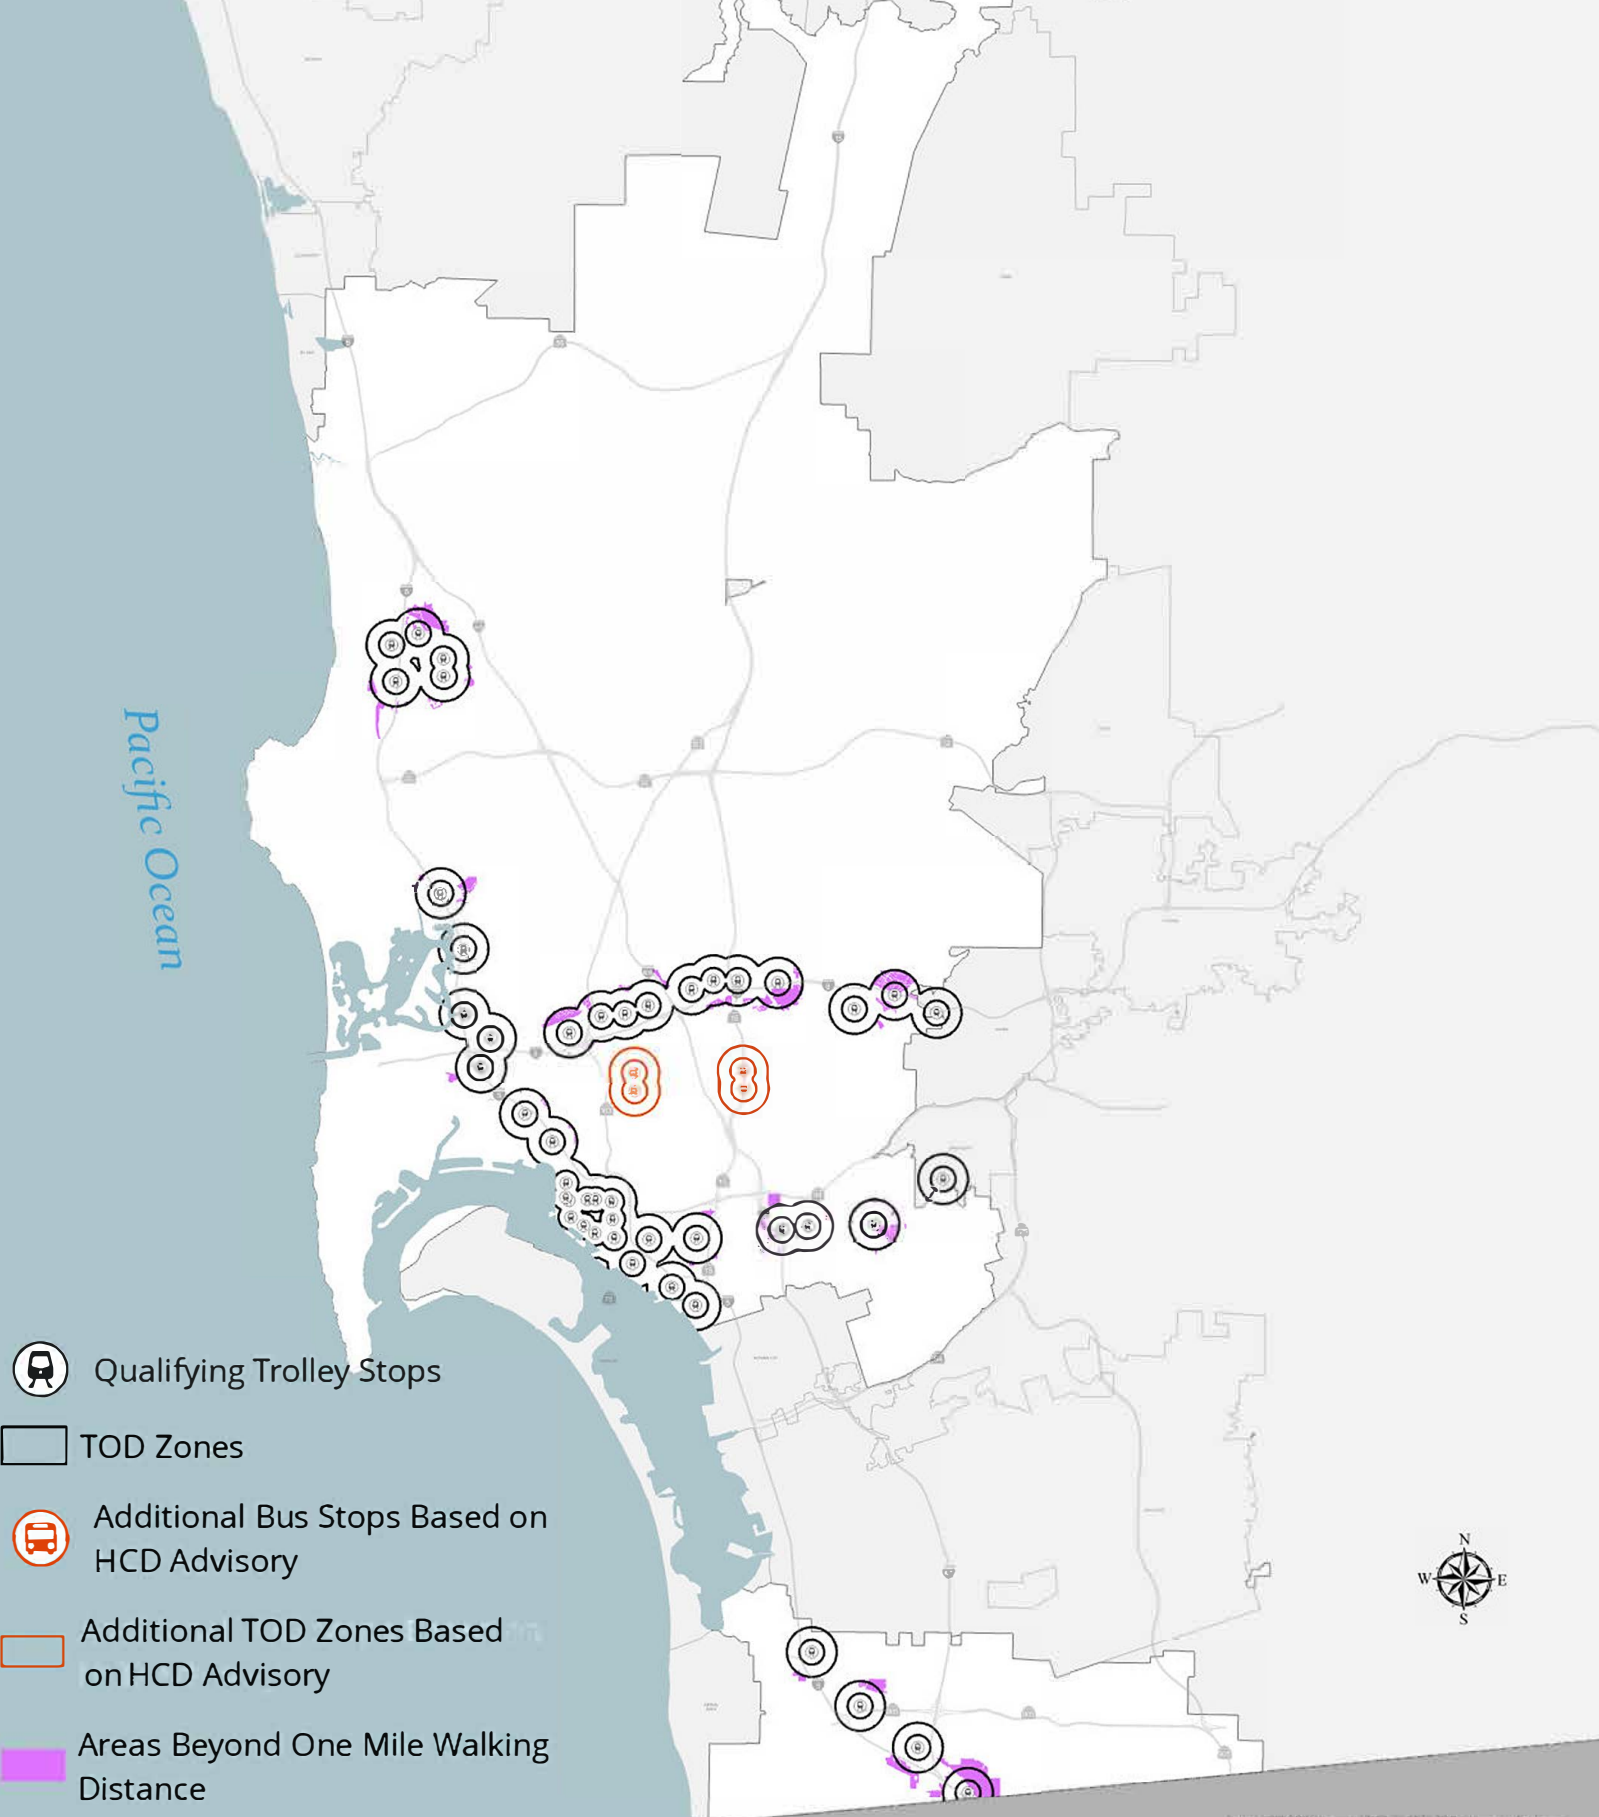 Pacific Ocean
Qualifying Trolley Stops
TOD Zones
Additional Bus Stops Based on
HCD Advisory
Additional TOD Zones Based
on HCD Advisory
Areas Beyond One Mile Walking
Distance
N
W E
S